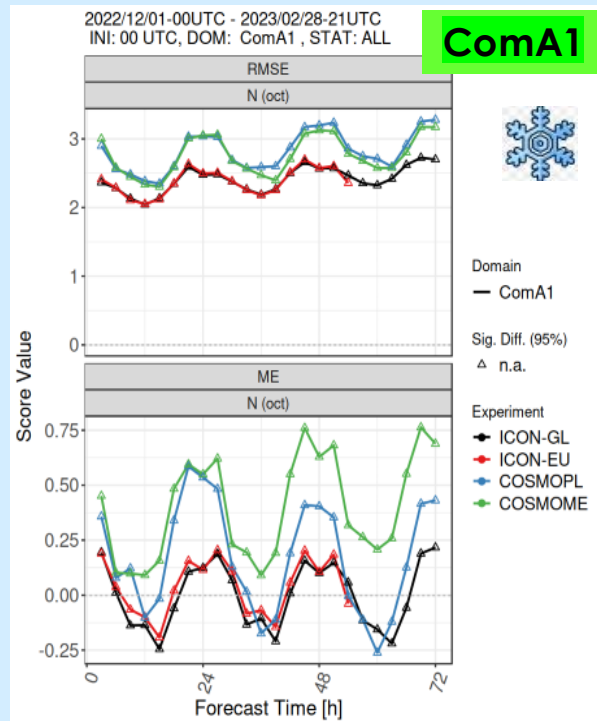 2022/12/01-00UTC - 2023/02/28-21UTC
INI: 00 UTC, DOM: ComA1 , STAT: ALL
ComA1
RMSE
N (oct)
3
2
1
0
ME
N (oct)
0.75
0.50
0.25
0.00
-0.25
0
24
48
72
Forecast Time [h]
Score Value
Domain
ComA1
Sig. Diff. (95%)
n.a.
Experiment
ICON-GL
ICON-EU
COSMOPL
COSMOME